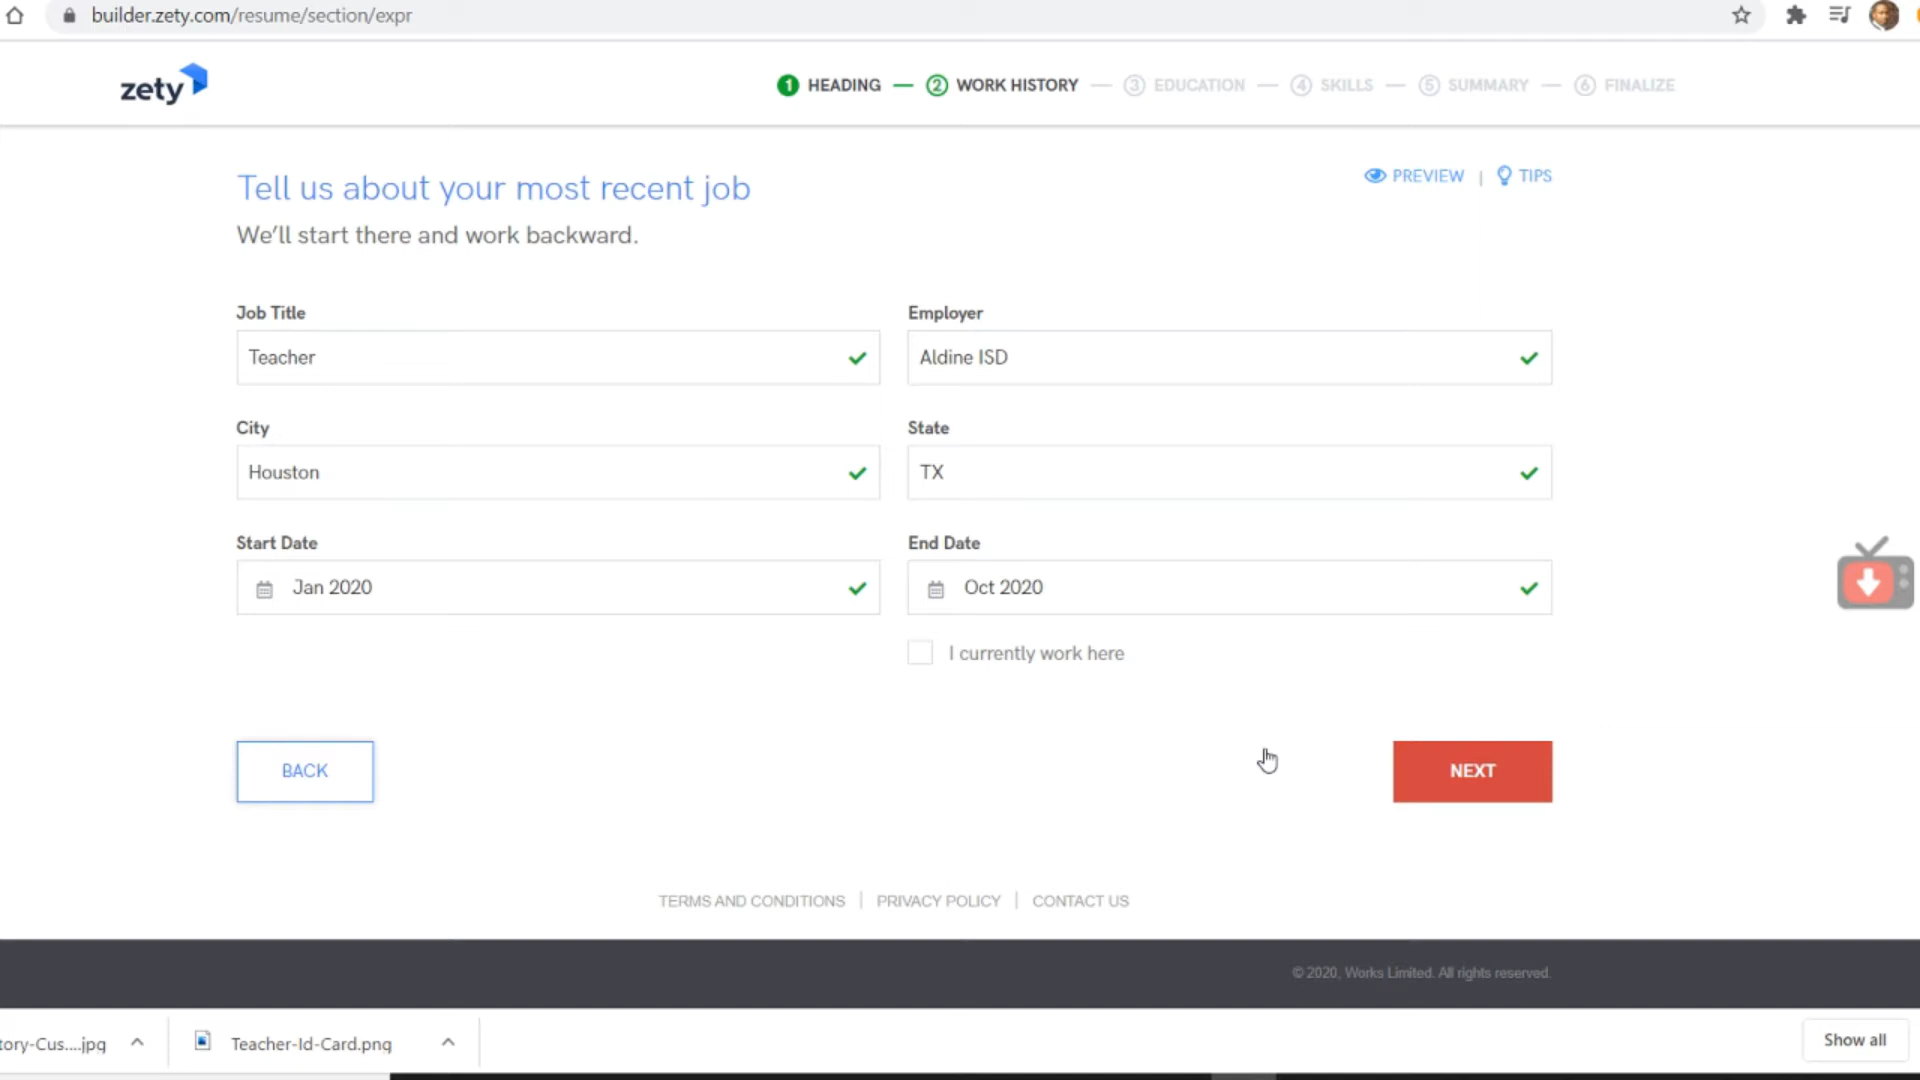 builder.zety.com/resume/section/expr
zety
1 HEADING 2 WORK HISTORY 3 EDUCATION 4 SKILLS 5 SUMMARY 6 FINALIZE
PREVIEW | TIPS
Tell us about your most recent job
We'll start there and work backward.
Job Title
Employer
Teacher
Aldine ISD
City
State
Houston
TX
Start Date
End Date
Jan 2020
Oct 2020
I currently work here
BACK
NEXT
TERMS AND CONDITIONS | PRIVACY POLICY | CONTACT US
© 2020, Works Limited. All rights reserved.
tory-Cus....jpg
Teacher-Id-Card.png
Show all